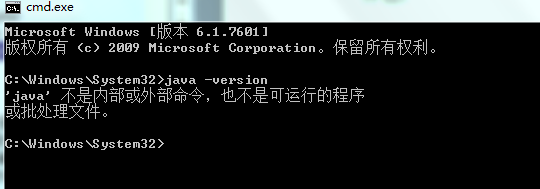 cmd.exe
Microsoft Windows [版本 6.1.7601]
版权所有 (c) 2009 Microsoft Corporation。保留所有权利。
C:\Windows\System32>java -version
'java' 不是内部或外部命令，也不是可运行的程序
或批处理文件。
C:\Windows\System32>